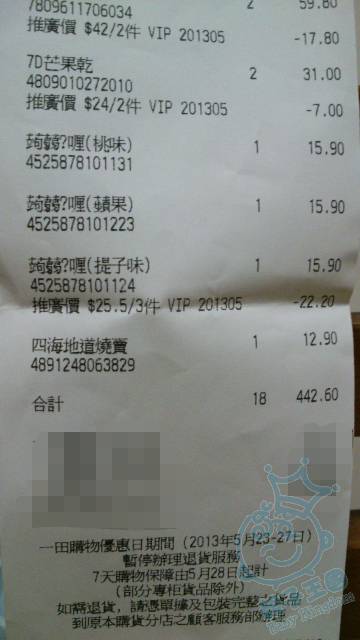 7809611706034 2 59.80
推廣價 $42/2件 VIP 201305 -17.80
7D芒果乾 2 31.00
4809010272010
推廣價 $24/2件 VIP 201305 -7.00
蒟蒻?喱(桃味) 1 15.90
4525878101131
蒟蒻?喱(蘋果) 1 15.90
4525878101223
蒟蒻?喱(提子味) 1 15.90
4525878101124
推廣價 $25.5/3件 VIP 201305 -22.20
四海地道燒賣 1 12.90
4891248063829
合計 18 442.60
一田購物優惠日期間 (2013年5月23-27日)
暫停辦理退貨服務
7天購物保障由5月28日起計
(部分專柜貨品除外)
如需退貨，請憑單據及包裝完整之貨品
到原本購貨分店之顧客服務部辦理
Kingdom